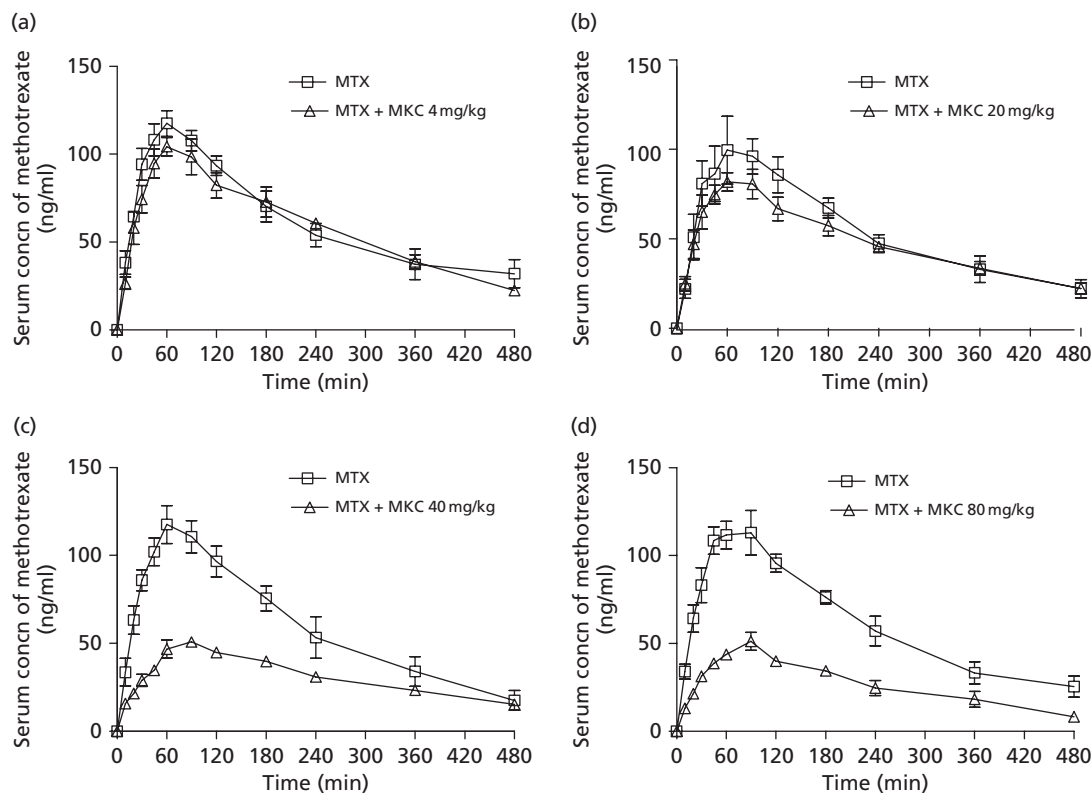 (a)
150
100
50
0
Serum concn of methotrexate
(ng/ml)
MTX
MTX + MKC 4 mg/kg
0 60 120 180 240 360 420 480
Time (min)
(b)
150
100
50
0
Serum concn of methotrexate
(ng/ml)
MTX
MTX + MKC 20 mg/kg
0 60 120 180 240 360 420 480
Time (min)
(c)
150
100
50
0
Serum concn of methotrexate
(ng/ml)
MTX
MTX + MKC 40 mg/kg
0 60 120 180 240 360 420 480
Time (min)
(d)
150
100
50
0
Serum concn of methotrexate
(ng/ml)
MTX
MTX + MKC 80 mg/kg
0 60 120 180 240 360 420 480
Time (min)